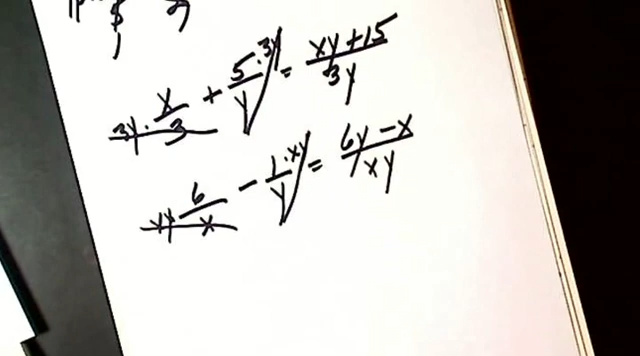 3y · x/3 + 5/y · 3y = xy + 15/3y
xy · 6/x - 1/y · xy = 6y - x/xy